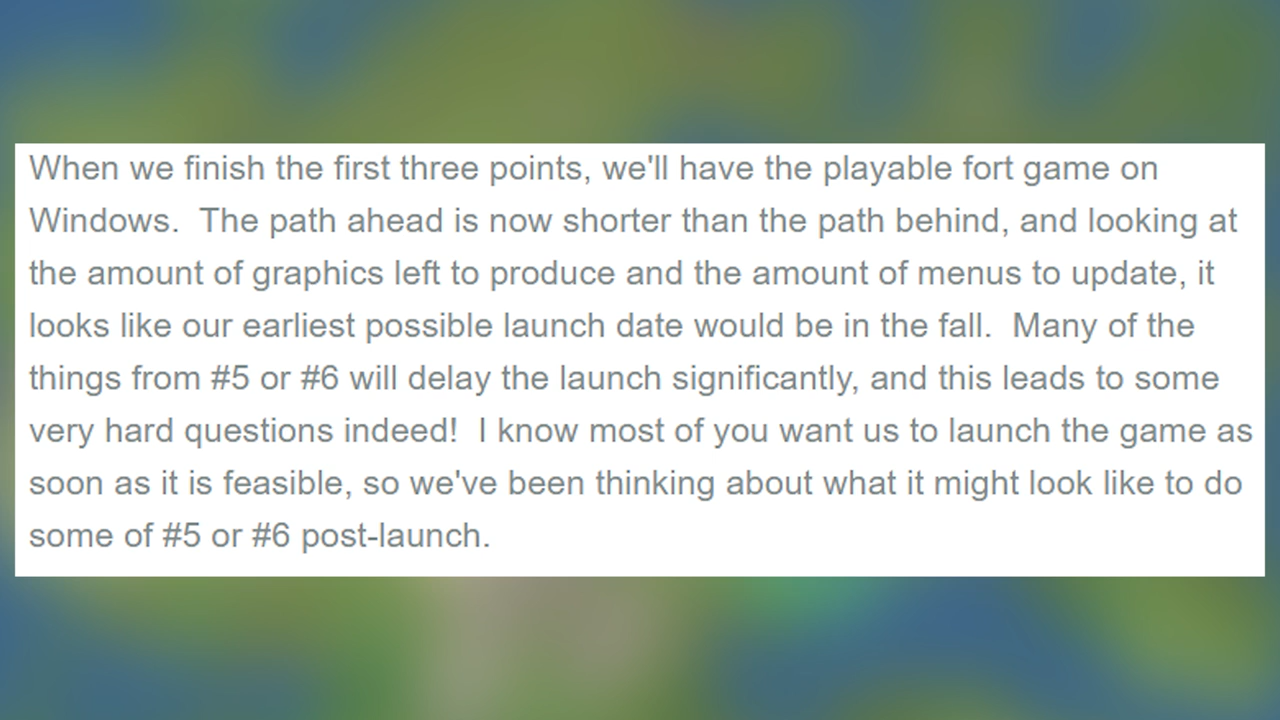 When we finish the first three points, we'll have the playable fort game on
Windows.  The path ahead is now shorter than the path behind, and looking at
the amount of graphics left to produce and the amount of menus to update, it
looks like our earliest possible launch date would be in the fall.  Many of the
things from #5 or #6 will delay the launch significantly, and this leads to some
very hard questions indeed!  I know most of you want us to launch the game as
soon as it is feasible, so we've been thinking about what it might look like to do
some of #5 or #6 post-launch.